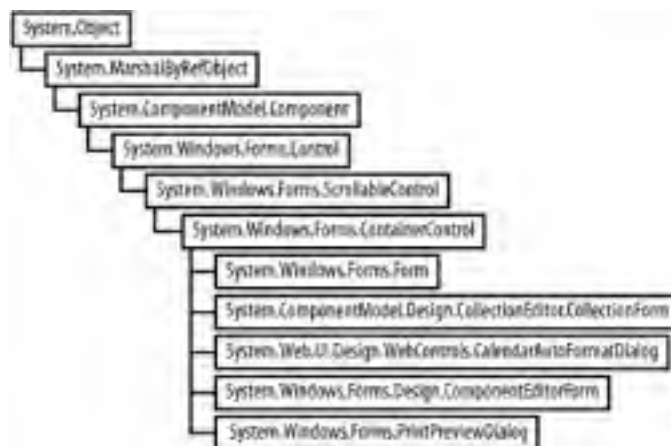 System.Object
System.MarshalByRefObject
System.ComponentModel.Component
System.Windows.Forms.Control
System.Windows.Forms.ScrollableControl
System.Windows.Forms.ContainerControl
System.Windows.Forms.Form
System.ComponentModel.Design.CollectionEditor.CollectionForm
System.Web.UI.Design.WebControls.CalendarAutoFormatDialog
System.Windows.Forms.Design.ComponentEditorForm
System.Windows.Forms.PrintPreviewDialog